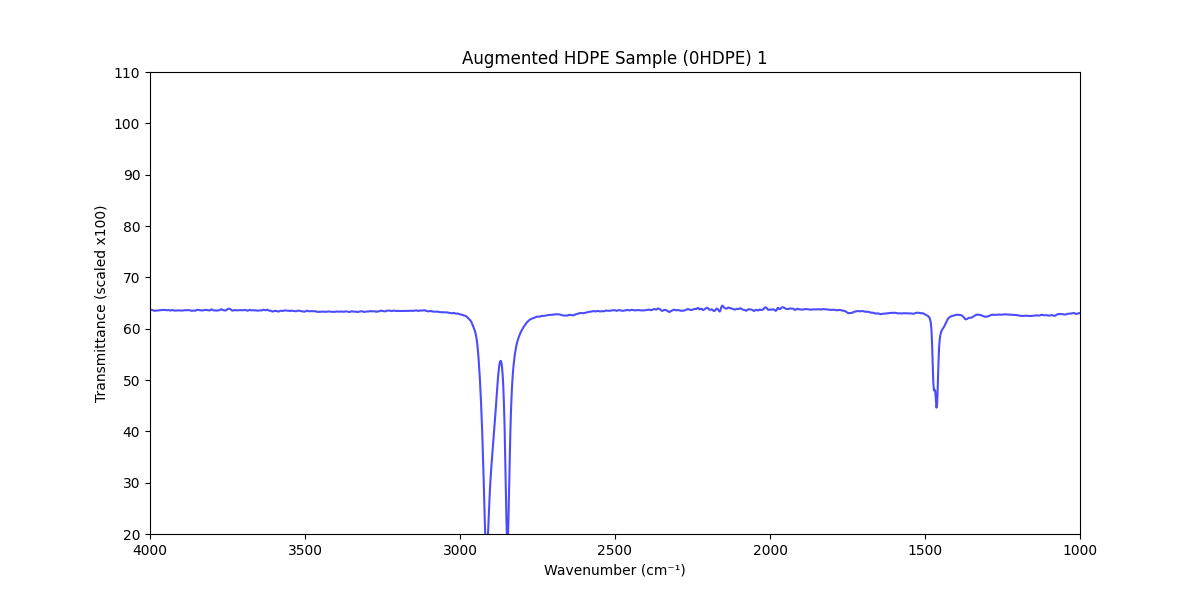 Augmented HDPE Sample (0HDPE) 1
Transmittance (scaled x100)
110
100
90
80
70
60
50
40
30
20
4000 3500 3000 2500 2000 1500 1000
Wavenumber (cm⁻¹)